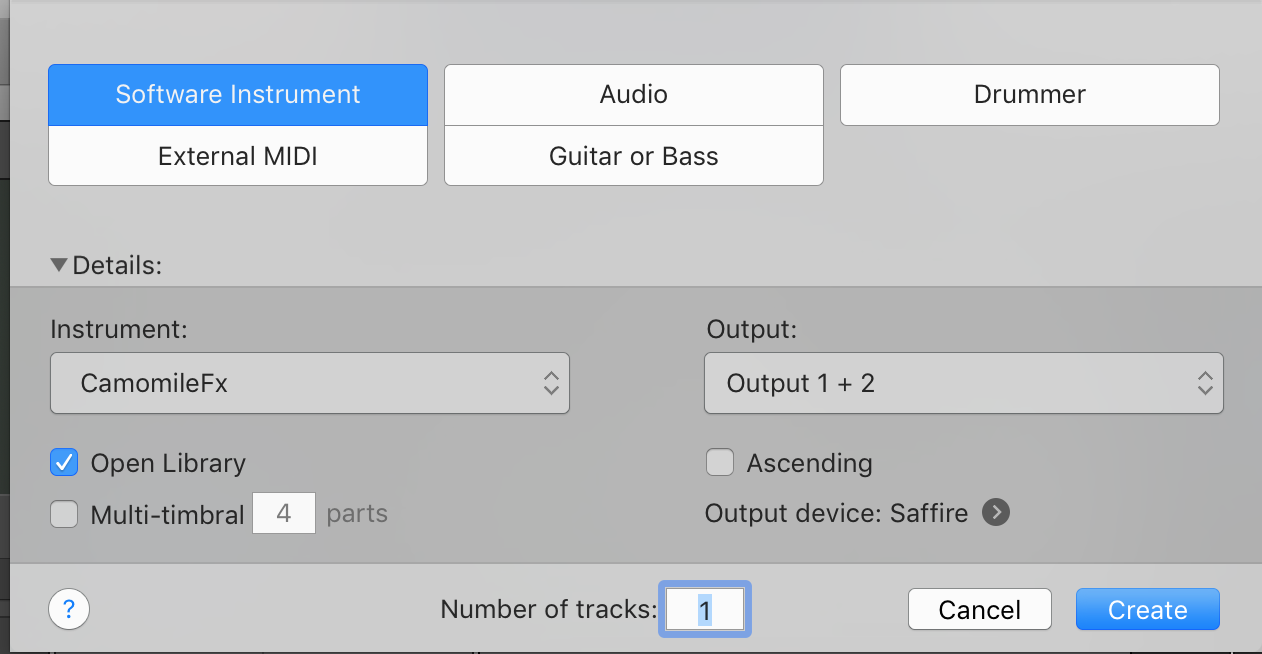 Software Instrument
Audio
Drummer
External MIDI
Guitar or Bass
Details:
Instrument:
Output:
CamomileFx
Output 1 + 2
Open Library
Ascending
Multi-timbral 4 parts
Output device: Saffire
? Number of tracks: 1
Cancel
Create